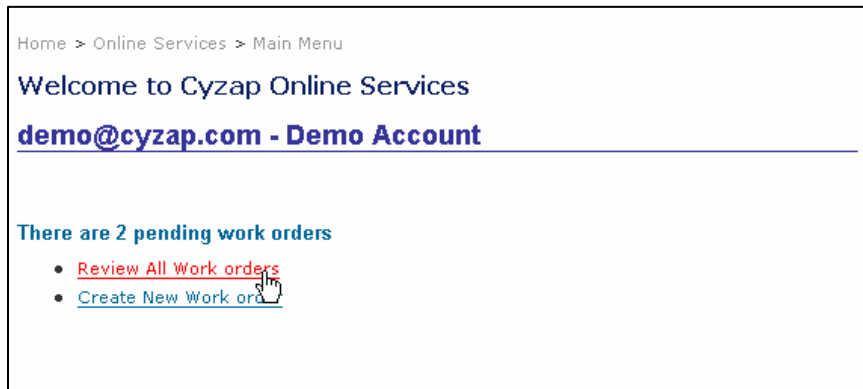 Home > Online Services > Main Menu
Welcome to Cyzap Online Services
demo@cyzap.com - Demo Account
There are 2 pending work orders
• Review All Work orders
• Create New Work order